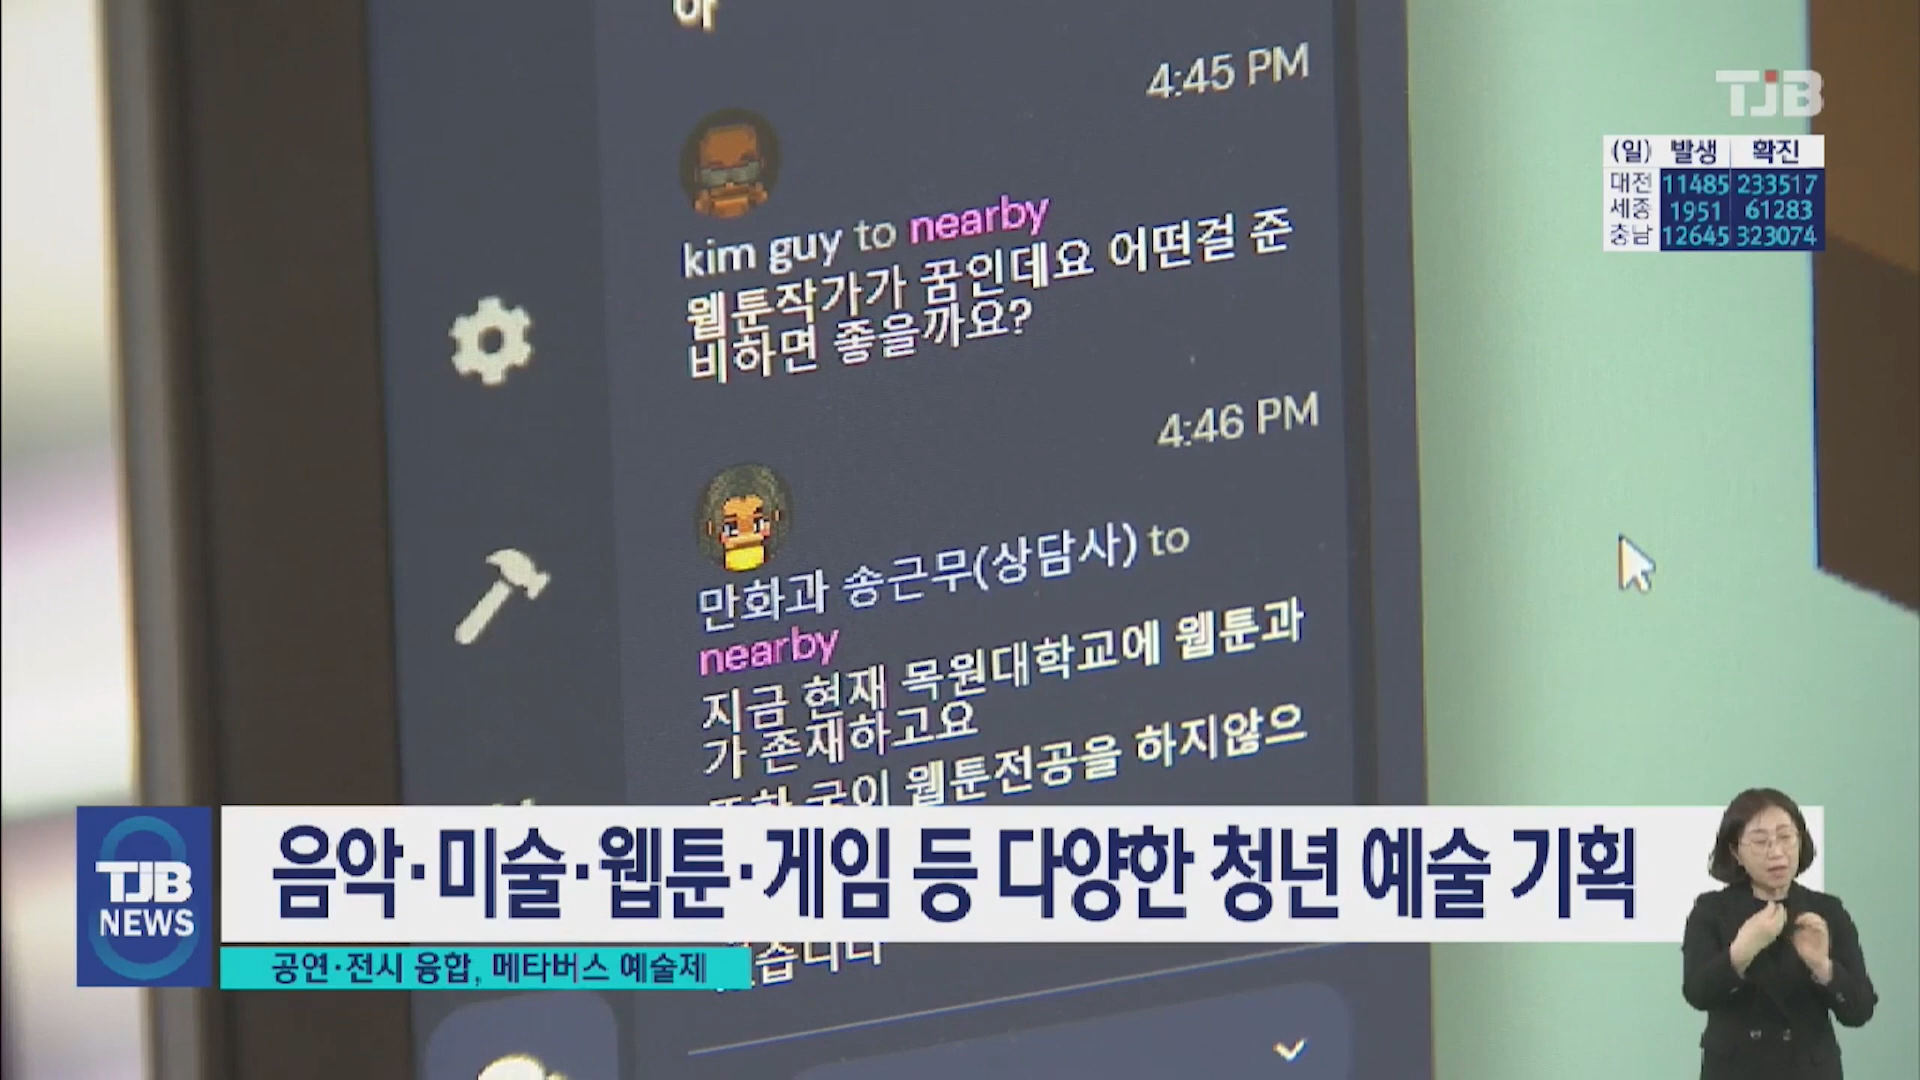 하
4:45 PM
TJB
(일) 발생 확진
대전 11485 233517
세종 1951 61283
충남 12645 323074
kim guy to nearby
웹툰작가가 꿈인데요 어떤걸 준
비하면 좋을까요?
4:46 PM
만화과 송근무(상담사) to
nearby
지금 현재 목원대학교에 웹툰과
가 존재하고요
또한 굳이 웹툰전공을 하지않으
TJB
NEWS
음악·미술·웹툰·게임 등 다양한 청년 예술 기획
공연·전시 융합, 메타버스 예술제
습니다